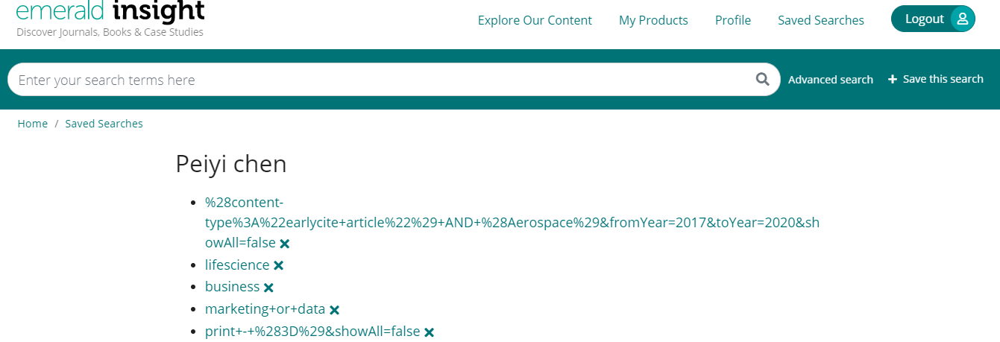 emerald insight
Discover Journals, Books & Case Studies
Explore Our Content
My Products
Profile
Saved Searches
Logout
Enter your search terms here
Advanced search
+ Save this search
Home / Saved Searches
Peiyi chen
%28content-
type%3A%22earlycite+article%22%29+AND+%28Aerospace%29&fromYear=2017&toYear=2020&sh
owAll=false
lifescience
business
marketing+or+data
print+-+%283D%29&showAll=false